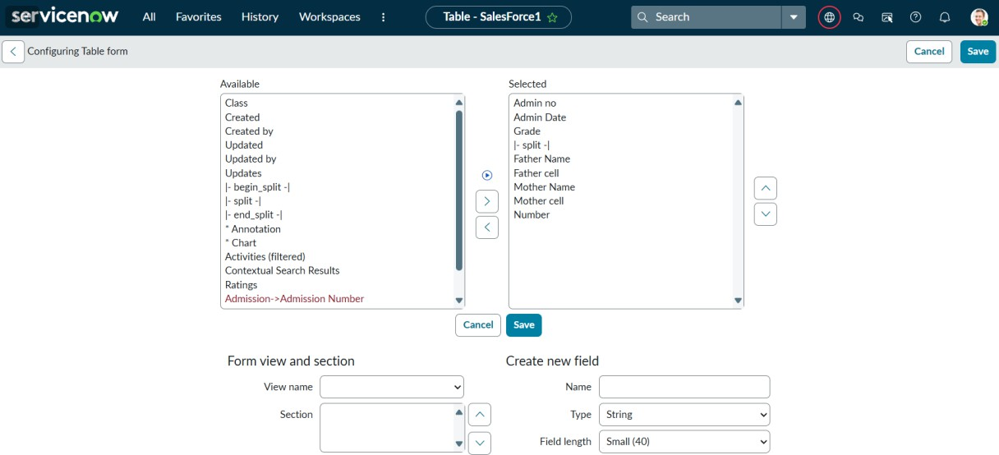 servicenow All Favorites History Workspaces Table - SalesForce1 Search
Configuring Table form Cancel Save
Available
Class
Created
Created by
Updated
Updated by
Updates
|- begin_split -|
|- split -|
|- end_split -|
* Annotation
* Chart
Activities (filtered)
Contextual Search Results
Ratings
Admission->Admission Number
Selected
Admin no
Admin Date
Grade
|- split -|
Father Name
Father cell
Mother Name
Mother cell
Number
Cancel Save
Form view and section
View name
Section
Create new field
Name
Type String
Field length Small (40)